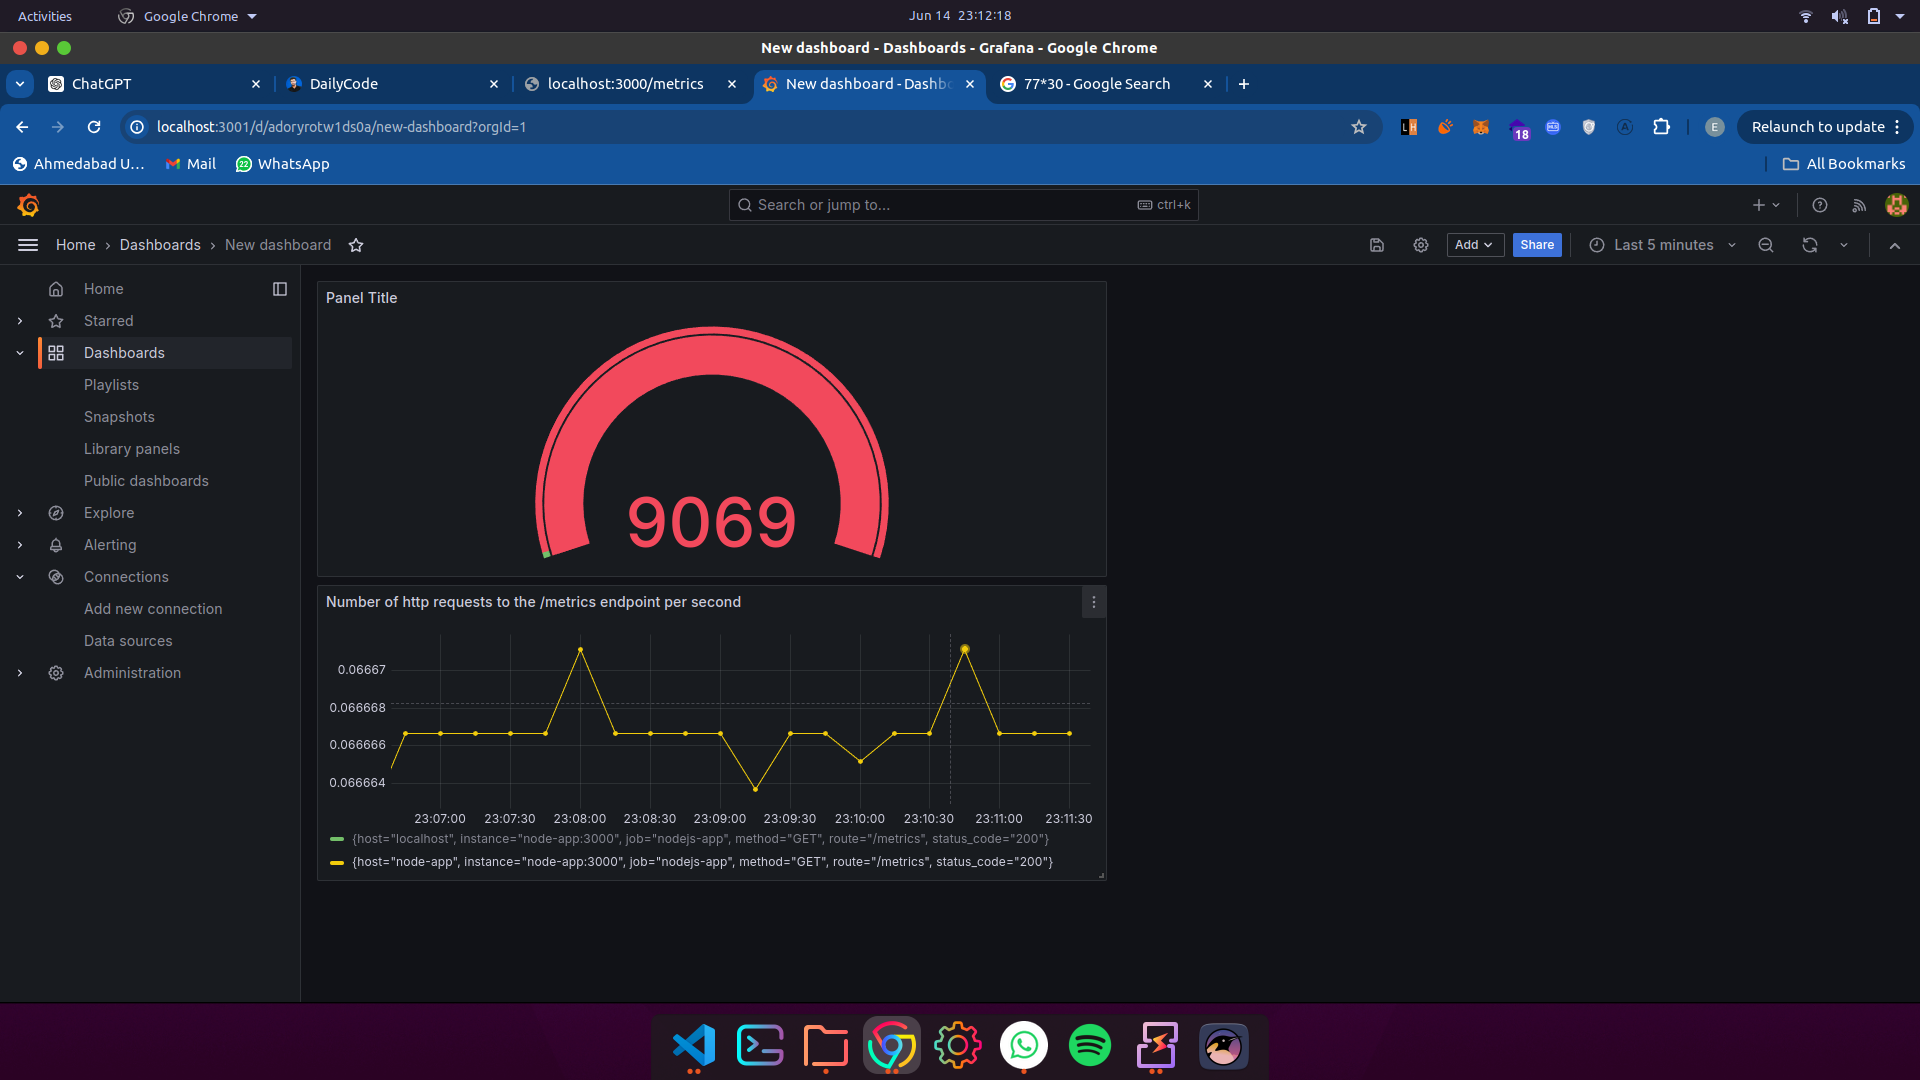 Activities
Google Chrome
Jun 14 23:12:18
New dashboard - Dashboards - Grafana - Google Chrome
ChatGPT
DailyCode
localhost:3000/metrics
New dashboard - Dashbo
77*30 - Google Search
localhost:3001/d/adoryrotw1ds0a/new-dashboard?orgId=1
LH
18
E
Relaunch to update
Ahmedabad U...
Mail
22
WhatsApp
All Bookmarks
Search or jump to...
ctrl+k
Home
Dashboards
New dashboard
Add
Share
Last 5 minutes
Home
Starred
Dashboards
Playlists
Snapshots
Library panels
Public dashboards
Explore
Alerting
Connections
Add new connection
Data sources
Administration
Panel Title
9069
Number of http requests to the /metrics endpoint per second
0.06667
0.066668
0.066666
0.066664
23:07:00 23:07:30 23:08:00 23:08:30 23:09:00 23:09:30 23:10:00 23:10:30 23:11:00 23:11:30
{host="localhost", instance="node-app:3000", job="nodejs-app", method="GET", route="/metrics", status_code="200"}
{host="node-app", instance="node-app:3000", job="nodejs-app", method="GET", route="/metrics", status_code="200"}